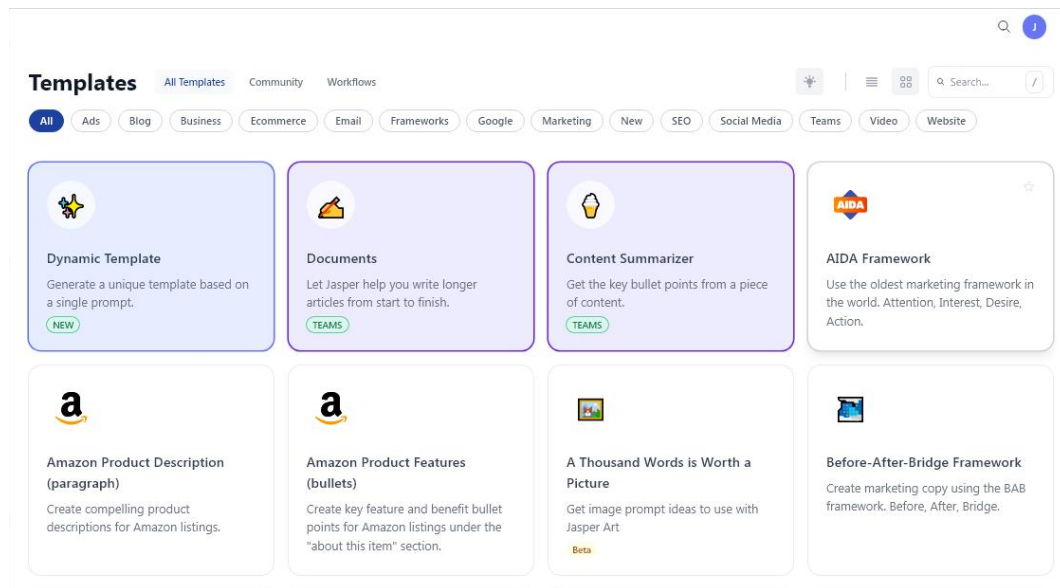 J
Templates All Templates Community Workflows Search... /
All Ads Blog Business Ecommerce Email Frameworks Google Marketing New SEO Social Media Teams Video Website
Dynamic Template
Generate a unique template based on
a single prompt.
NEW
Documents
Let Jasper help you write longer
articles from start to finish.
TEAMS
Content Summarizer
Get the key bullet points from a piece
of content.
TEAMS
AIDA
AIDA Framework
Use the oldest marketing framework in
the world. Attention, Interest, Desire,
Action.
a
Amazon Product Description
(paragraph)
Create compelling product
descriptions for Amazon listings.
a
Amazon Product Features
(bullets)
Create key feature and benefit bullet
points for Amazon listings under the
"about this item" section.
A Thousand Words is Worth a
Picture
Get image prompt ideas to use with
Jasper Art
Beta
Before-After-Bridge Framework
Create marketing copy using the BAB
framework. Before, After, Bridge.